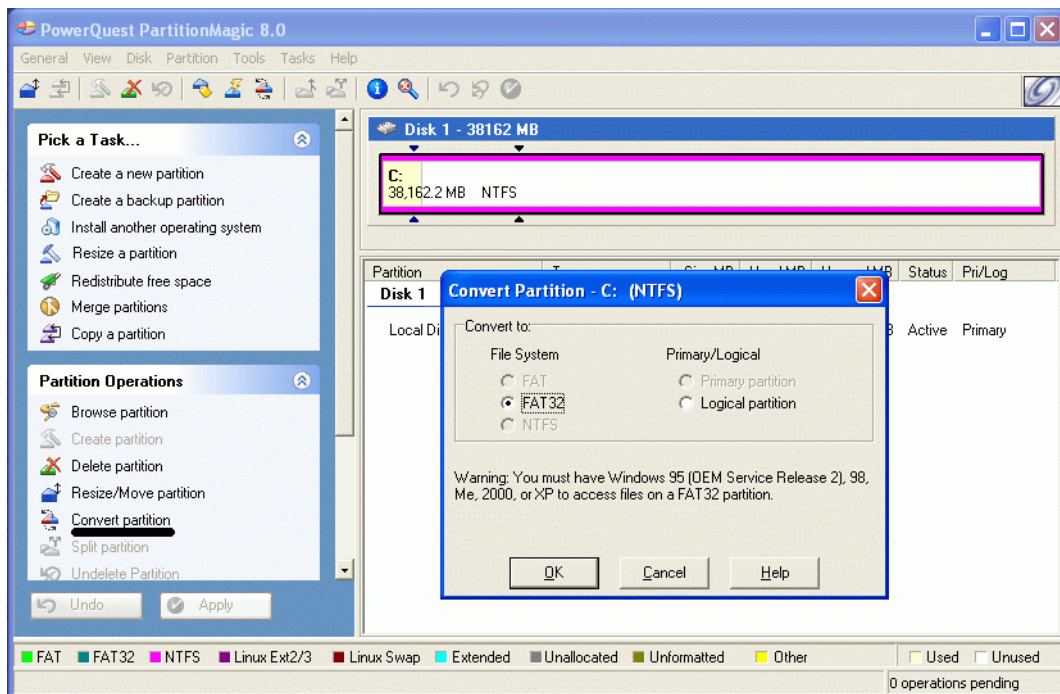 PowerQuest PartitionMagic 8.0
General View Disk Partition Tools Tasks Help
Pick a Task...
Create a new partition
Create a backup partition
Install another operating system
Resize a partition
Redistribute free space
Merge partitions
Copy a partition
Partition Operations
Browse partition
Create partition
Delete partition
Resize/Move partition
Convert partition
Split partition
Undelete Partition
Undo Apply
Disk 1 - 38162 MB
C:
38,162.2 MB NTFS
Partition Status Pri/Log
Disk 1
Local Di Active Primary
Convert Partition - C: (NTFS)
Convert to:
File System Primary/Logical
FAT Primary partition
FAT32 Logical partition
NTFS
Warning: You must have Windows 95 (OEM Service Release 2), 98,
Me, 2000, or XP to access files on a FAT32 partition.
OK Cancel Help
FAT FAT32 NTFS Linux Ext2/3 Linux Swap Extended Unallocated Unformatted Other Used Unused
0 operations pending